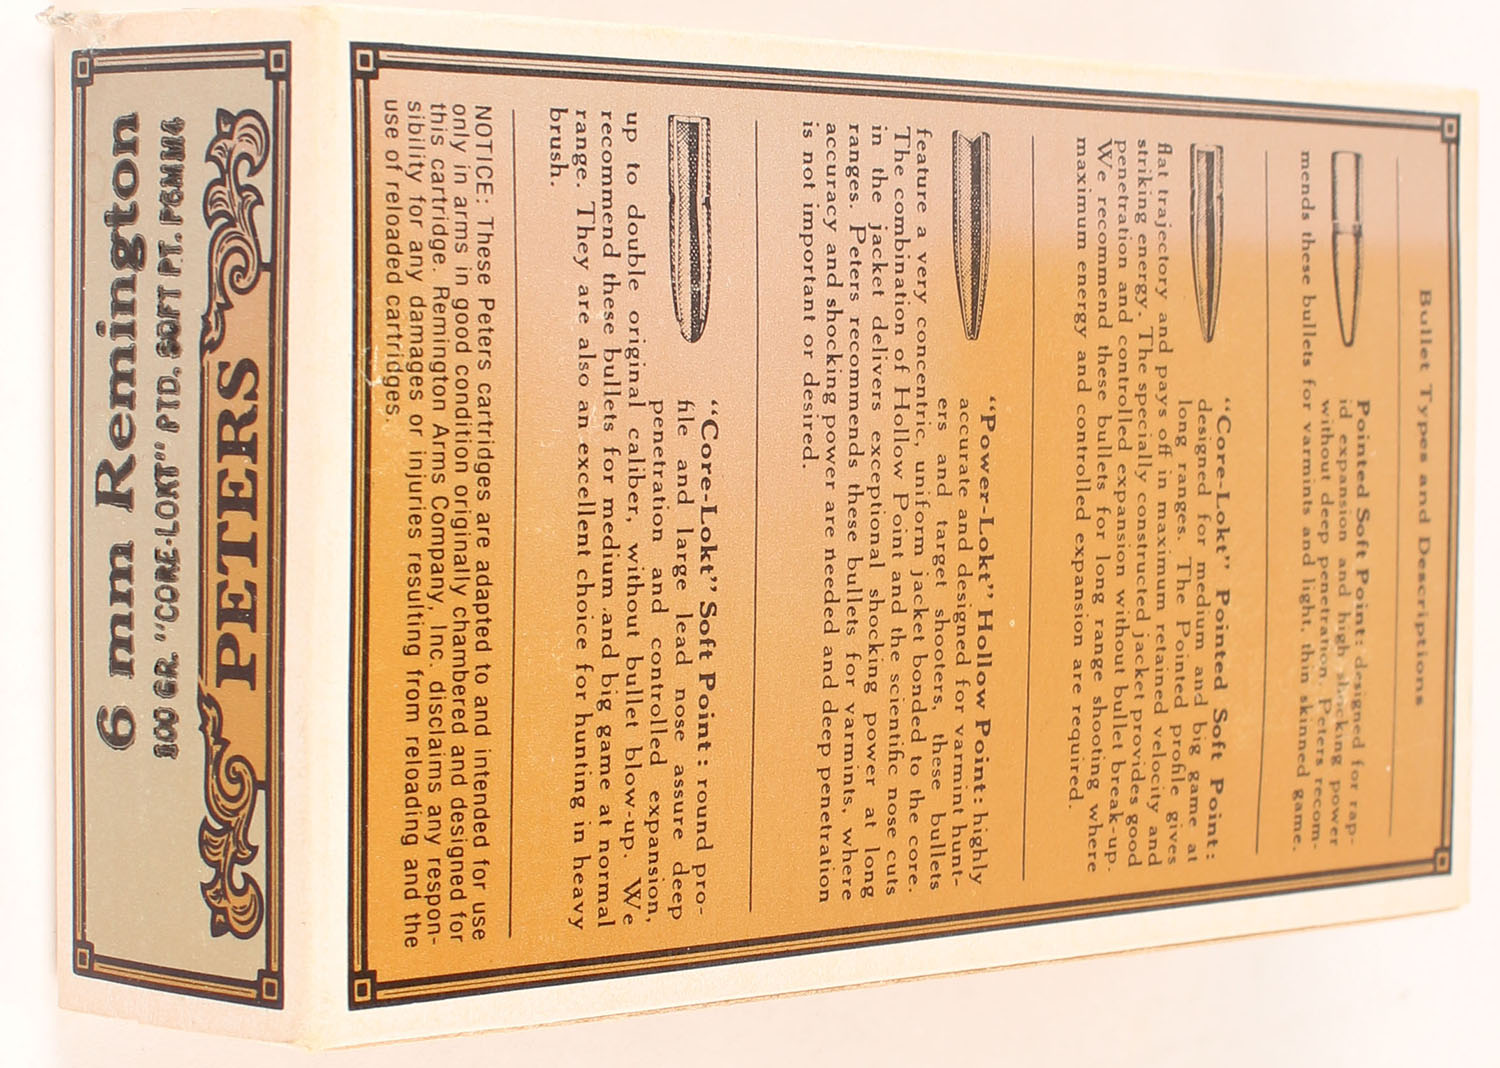 Bullet Types and Descriptions
Pointed Soft Point: designed for rap-
id expansion and high shocking power
without deep penetration. Peters recom-
mends these bullets for varmints and light, thin skinned game.
“Core-Lokt” Pointed Soft Point:
designed for medium and big game at
long ranges. The Pointed profile gives
flat trajectory and pays off in maximum retained velocity and
striking energy. The specially constructed jacket provides good
penetration and controlled expansion without bullet break-up.
We recommend these bullets for long range shooting where
maximum energy and controlled expansion are required.
“Power-Lokt” Hollow Point: highly
accurate and designed for varmint hunt-
ers and target shooters, these bullets
feature a very concentric, uniform jacket bonded to the core.
The combination of Hollow Point and the scientific nose cuts
in the jacket delivers exceptional shocking power at long
ranges. Peters recommends these bullets for varmints, where
accuracy and shocking power are needed and deep penetration
is not important or desired.
“Core-Lokt” Soft Point: round pro-
file and large lead nose assure deep
penetration and controlled expansion,
up to double original caliber, without bullet blow-up. We
recommend these bullets for medium and big game at normal
range. They are also an excellent choice for hunting in heavy
brush.
NOTICE: These Peters cartridges are adapted to and intended for use
only in arms in good condition originally chambered and designed for
this cartridge. Remington Arms Company, Inc. disclaims any respon-
sibility for any damages or injuries resulting from reloading and the
use of reloaded cartridges.
6 mm Remington
100 GR. "CORE-LOKT" PTD. SOFT PT. P6MM4
PETERS